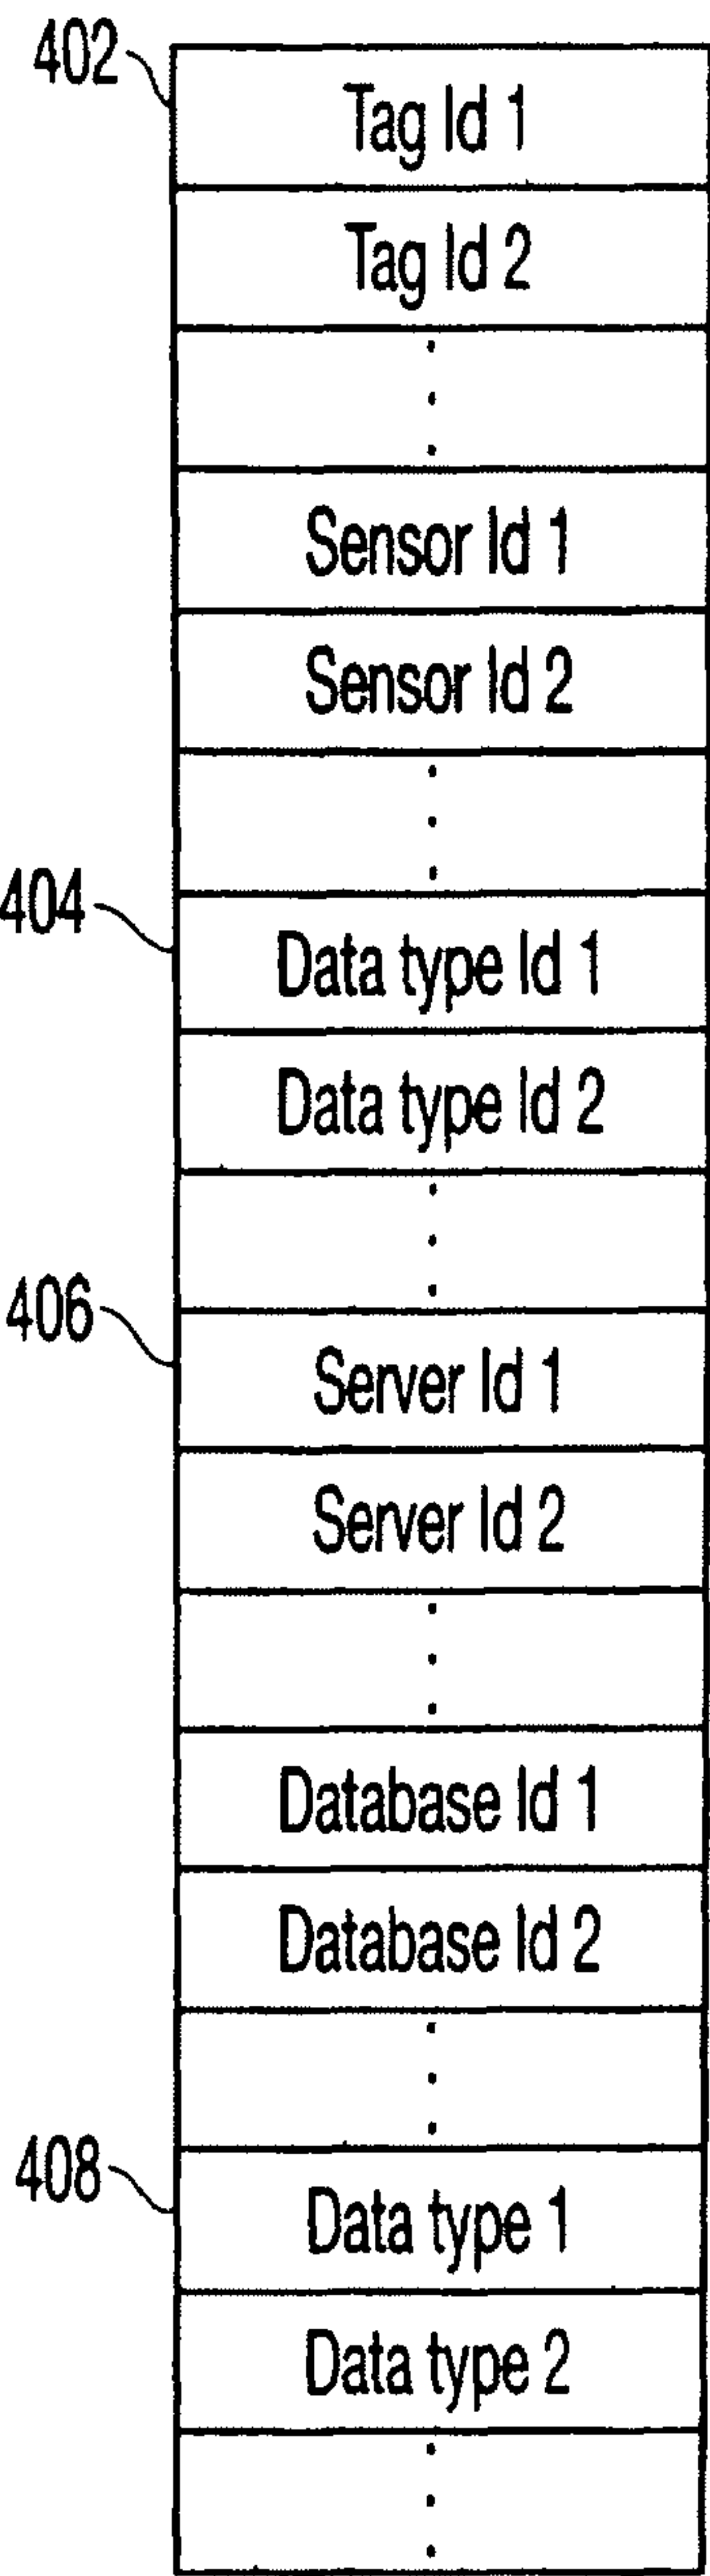 402
Tag Id 1
Tag Id 2
Sensor Id 1
Sensor Id 2
404
Data type Id 1
Data type Id 2
406
Server Id 1
Server Id 2
Database Id 1
Database Id 2
408
Data type 1
Data type 2